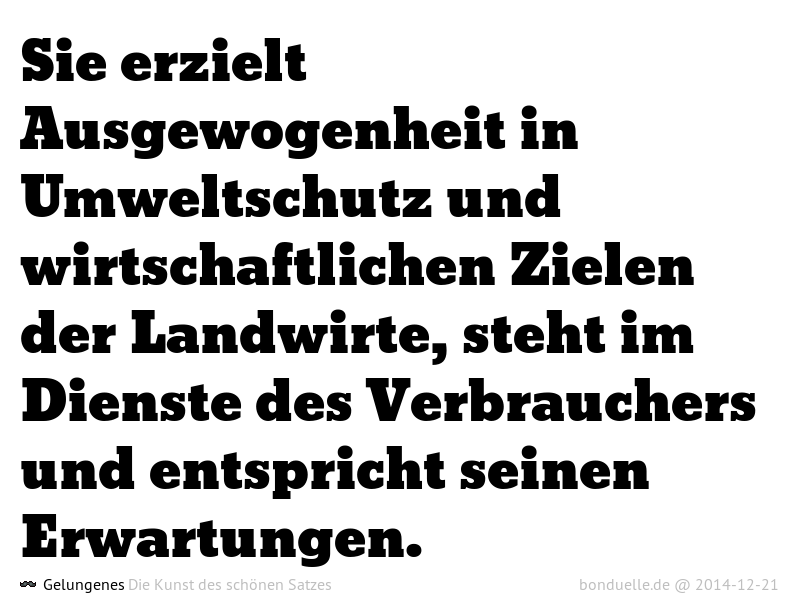 Sie erzielt
Ausgewogenheit in
Umweltschutz und
wirtschaftlichen Zielen
der Landwirte, steht im
Dienste des Verbrauchers
und entspricht seinen
Erwartungen.
Gelungenes Die Kunst des schönen Satzes
bonduelle.de @ 2014-12-21